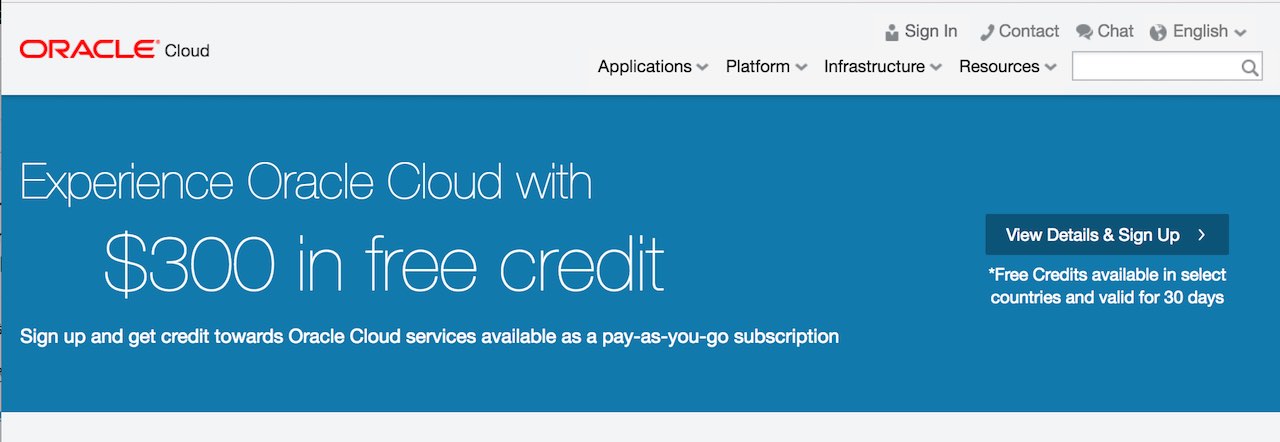 Sign In Contact Chat English
ORACLE® Cloud
Applications Platform Infrastructure Resources
Experience Oracle Cloud with
$300 in free credit
Sign up and get credit towards Oracle Cloud services available as a pay-as-you-go subscription
View Details & Sign Up
*Free Credits available in select
countries and valid for 30 days